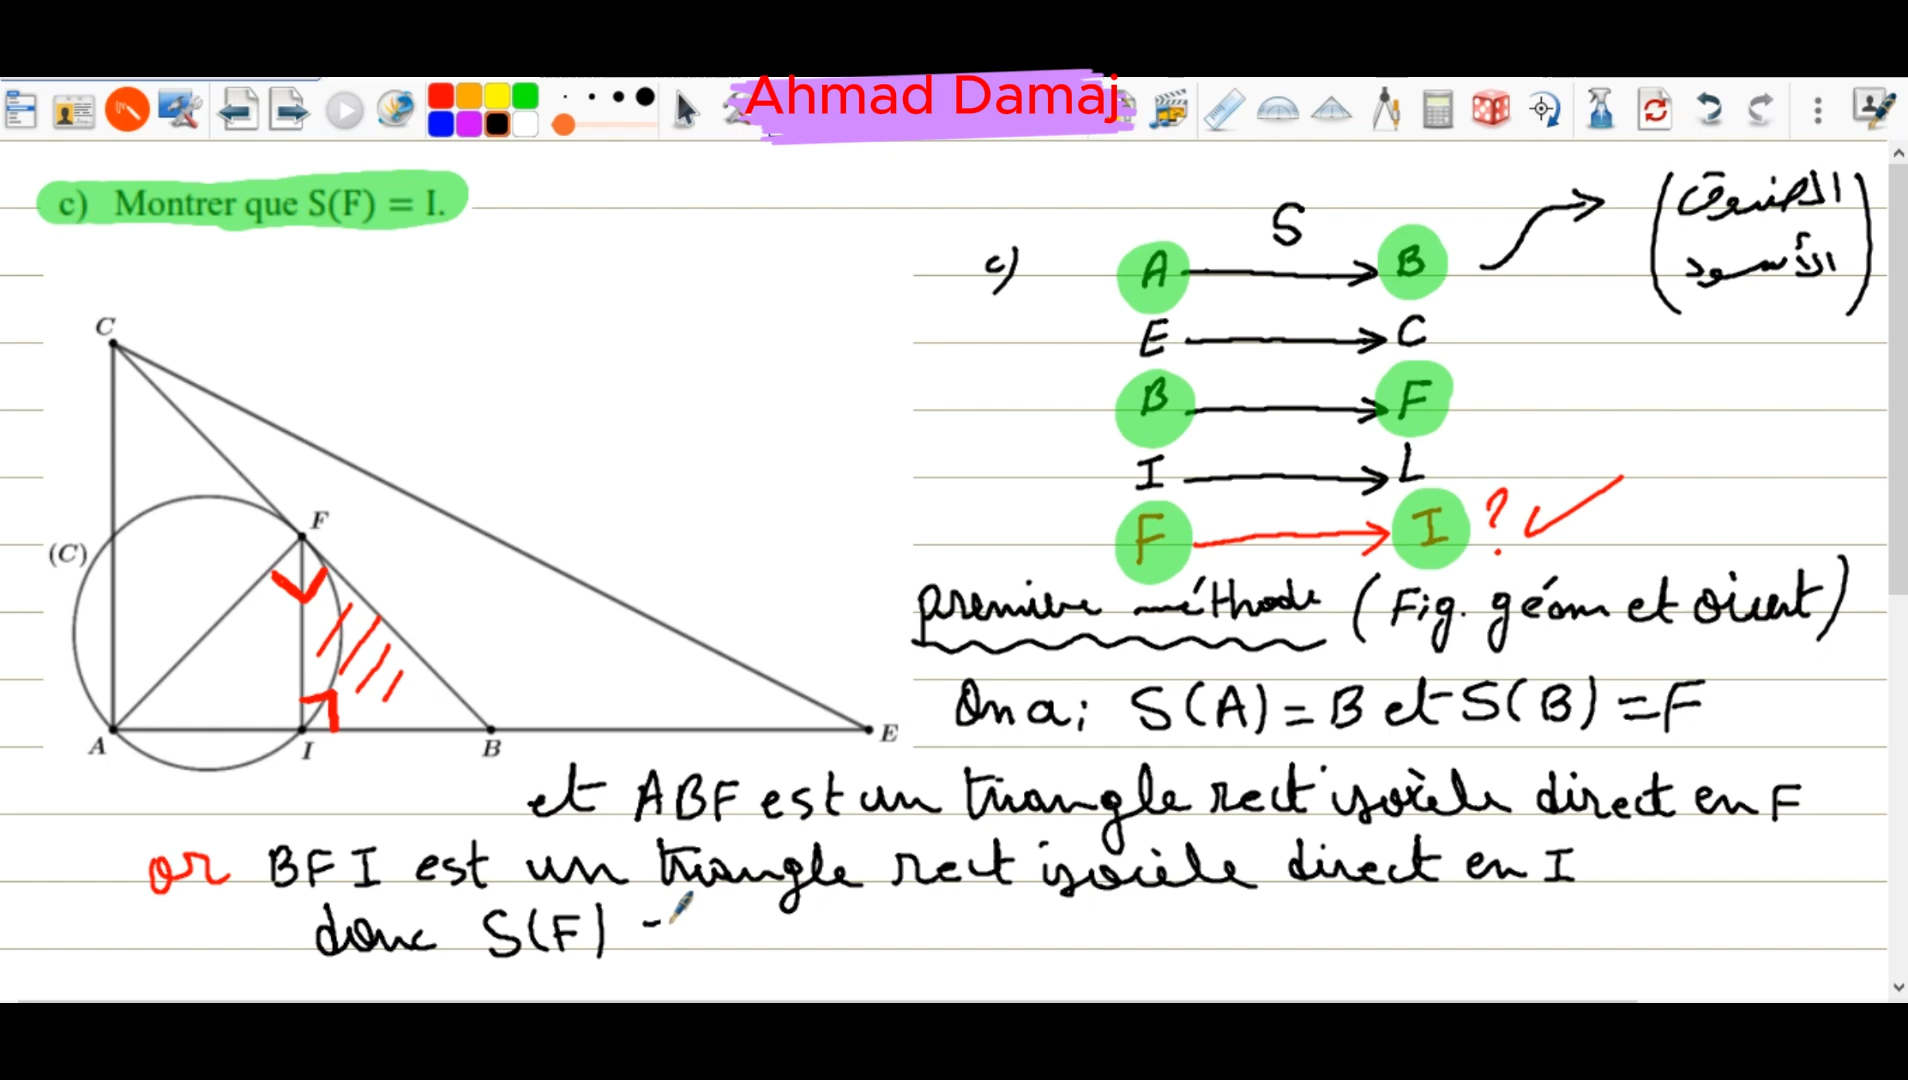 Ahmad Damaj
c) Montrer que S(F) = I.
c)
S
A → B
(الصندوق
الأسود)
E → C
B → F
I → L
F → I ? ✓
C
F
(C)
A
I
B
E
première méthode (Fig. géom et orient)
On a; S(A) = B et S(B) = F
et ABF est un triangle rect isocèle direct en F
or BFI est un triangle rect isocèle direct en I
donc S(F) -